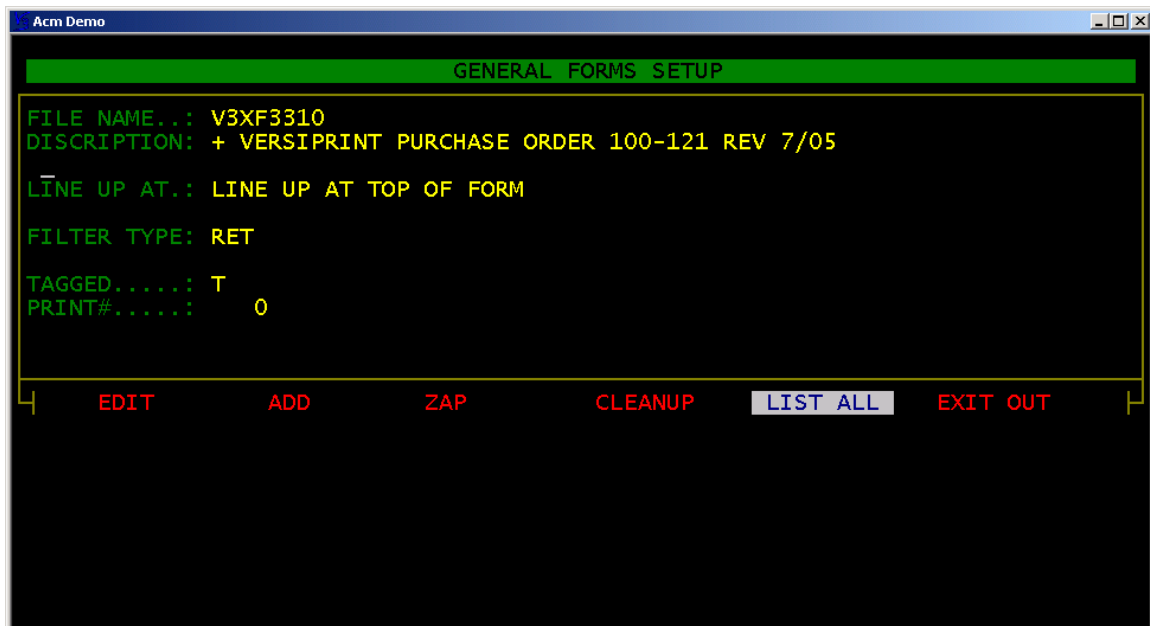 Acm Demo
GENERAL FORMS SETUP
FILE NAME..: V3XF3310
DISCRIPTION: + VERSIPRINT PURCHASE ORDER 100-121 REV 7/05
LINE UP AT.: LINE UP AT TOP OF FORM
FILTER TYPE: RET
TAGGED.....: T
PRINT#.....: 0
EDIT ADD ZAP CLEANUP LIST ALL EXIT OUT